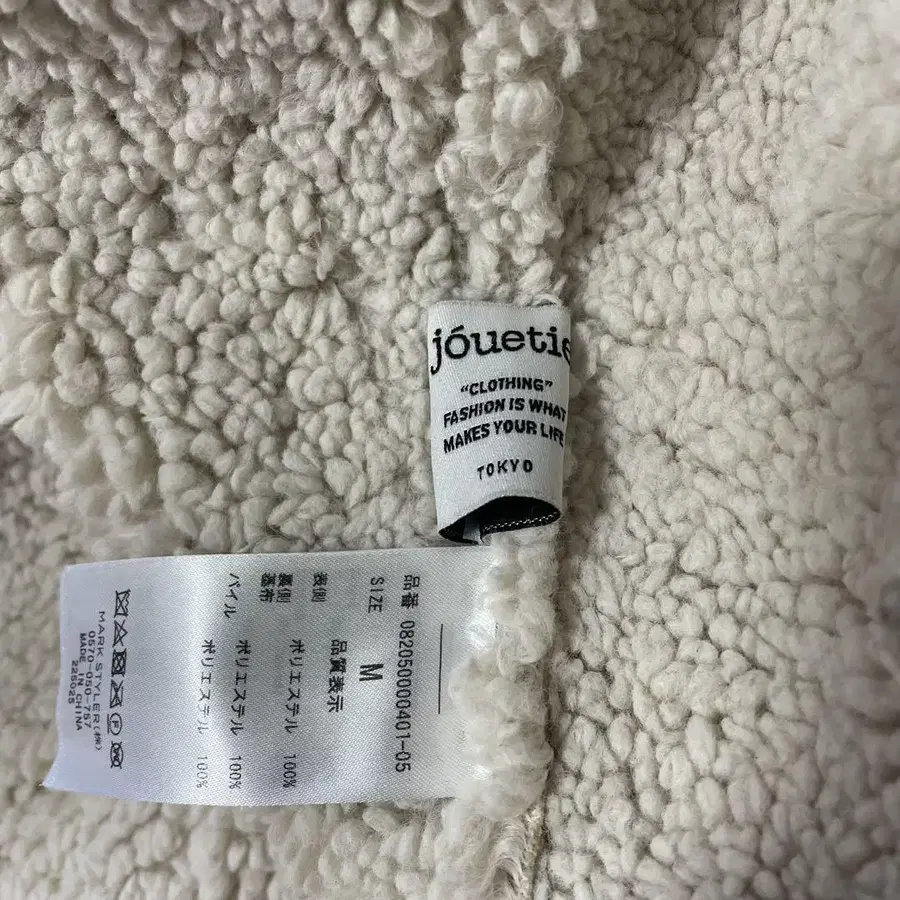 jóuetie
“CLOTHING”
FASHION IS WHAT
MAKES YOUR LIFE
TOKYO
品番 08205000401-05
SIZE M
品質表示
表側 ポリエステル 100%
裏側
基布 ポリエステル 100%
パイル ポリエステル 100%
MARK STYLER(株)
0570-050-757
MADE IN CHINA
225025